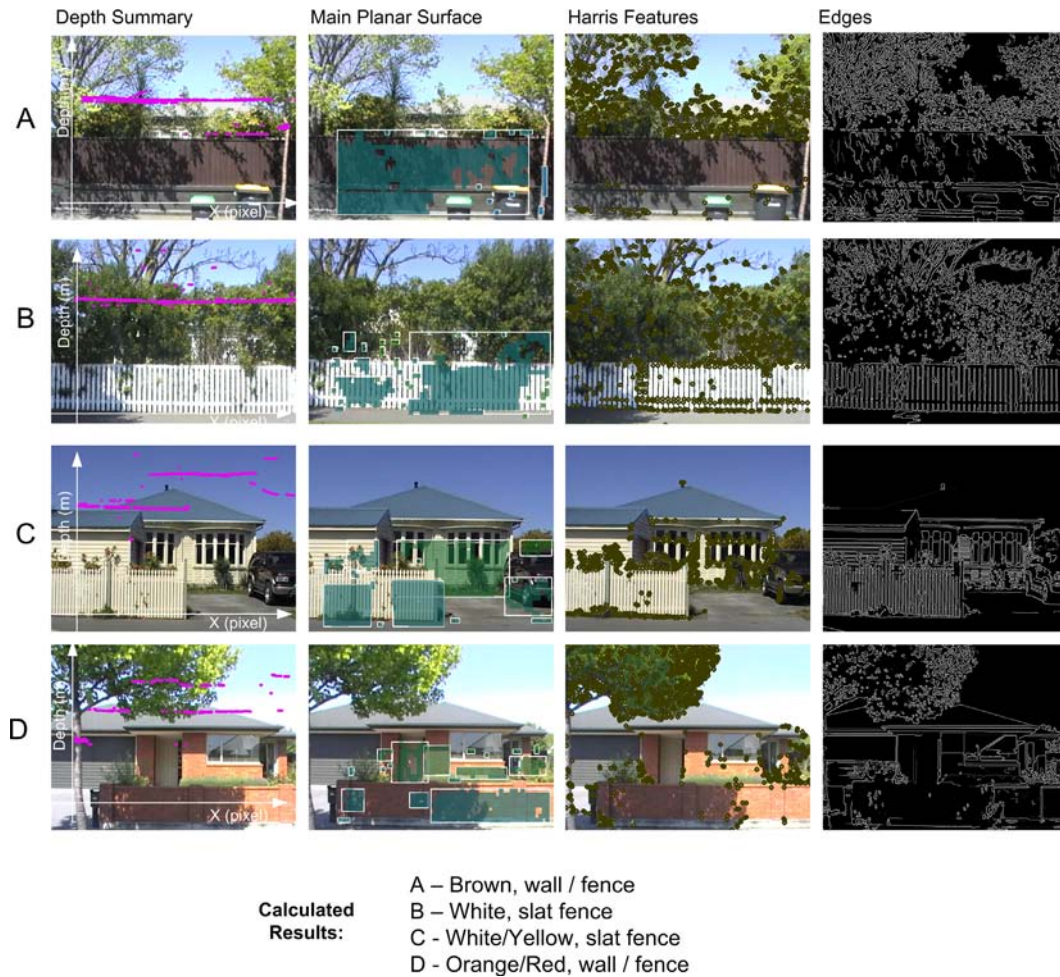 Depth Summary
Main Planar Surface
Harris Features
Edges
A
Depth (m)
X (pixel)
B
Depth (m)
X (pixel)
C
Depth (m)
X (pixel)
D
Depth (m)
X (pixel)
Calculated
Results:
A – Brown, wall / fence
B – White, slat fence
C - White/Yellow, slat fence
D - Orange/Red, wall / fence